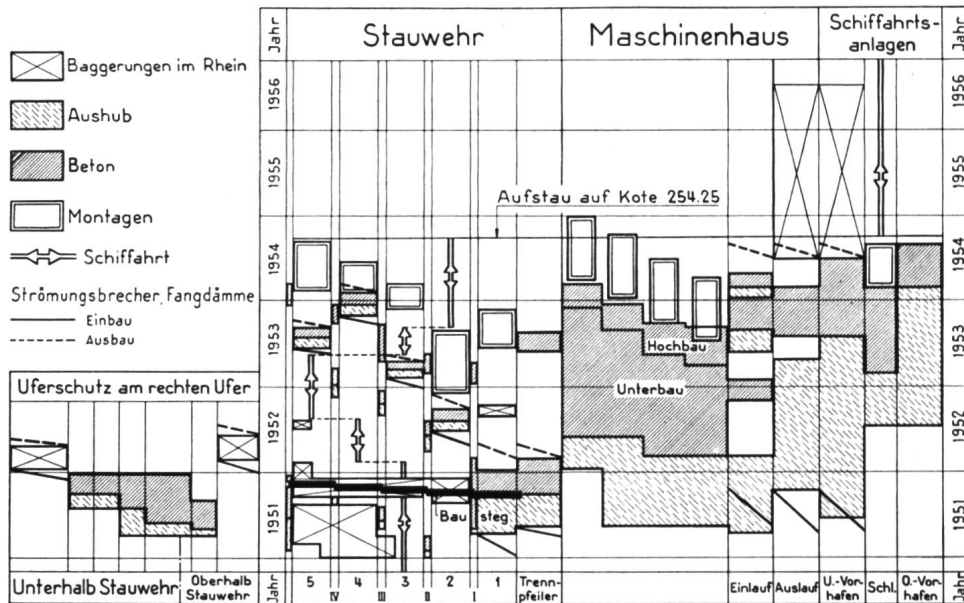 Jahr
Stauwehr
Maschinenhaus
Schiffahrts-
anlagen
Jahr
Baggerungen im Rhein
Aushub
Beton
Montagen
Schiffahrt
Strömungsbrecher, Fangdämme
Einbau
Ausbau
1956
1955
1954
1953
1952
1951
1956
1955
1954
1953
1952
1951
Aufstau auf Kote 254.25
Hochbau
Unterbau
Bau steg
Uferschutz am rechten Ufer
Unterhalb Stauwehr
Oberhalb
Stauwehr
Jahr
5
IV
4
III
3
II
2
I
1
Trenn-
pfeiler
Einlauf
Auslauf
U.-Vor-
hafen
Schl.
O.-Vor-
hafen
Jahr